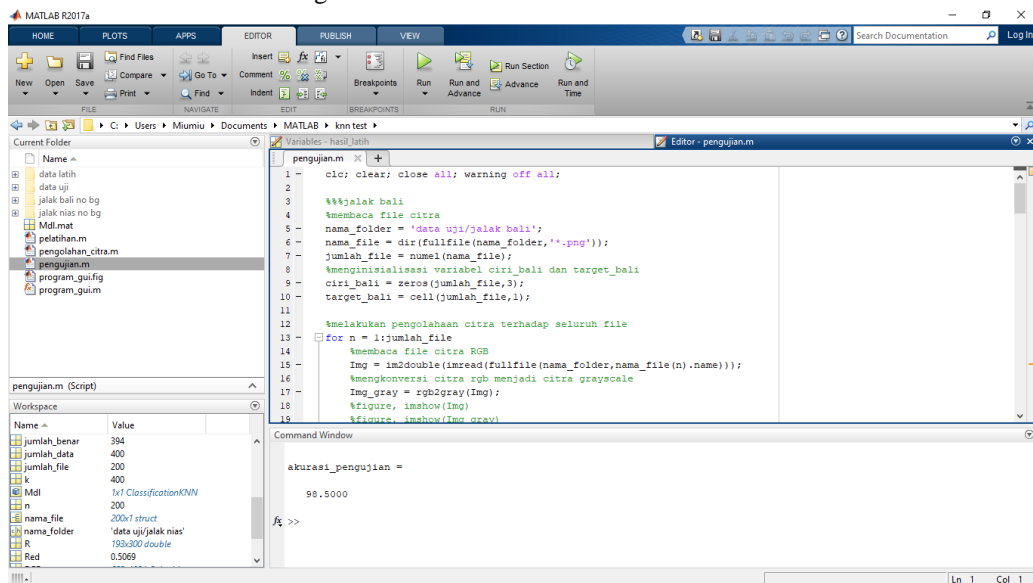 MATLAB R2017a
HOME PLOTS APPS EDITOR PUBLISH VIEW Search Documentation Log In
New Open Save Find Files Compare Print Go To Find Insert Comment Indent Breakpoints Run Run and Advance Run Section Advance Run and Time
FILE NAVIGATE EDIT BREAKPOINTS RUN
C: Users Miumiu Documents MATLAB knn test
Current Folder
Name
data latih
data uji
jalak bali no bg
jalak nias no bg
Mdl.mat
pelatihan.m
pengolahan_citra.m
pengujian.m
program_gui.fig
program_gui.m
pengujian.m (Script)
Workspace
Name Value
jumlah_benar 394
jumlah_data 400
jumlah_file 200
k 400
Mdl 1x1 ClassificationKNN
n 200
nama_file 200x1 struct
nama_folder 'data uji/jalak nias'
R 193x300 double
Red 0.5069
Variables - hasil_latih
Editor - pengujian.m
pengujian.m
1 clc; clear; close all; warning off all;
2
3 %%%jalak bali
4 %membaca file citra
5 nama_folder = 'data uji/jalak bali';
6 nama_file = dir(fullfile(nama_folder,'*.png'));
7 jumlah_file = numel(nama_file);
8 %menginisialisasi variabel ciri_bali dan target_bali
9 ciri_bali = zeros(jumlah_file,3);
10 target_bali = cell(jumlah_file,1);
11
12 %melakukan pengolahaan citra terhadap seluruh file
13 for n = 1:jumlah_file
14 %membaca file citra RGB
15 Img = im2double(imread(fullfile(nama_folder,nama_file(n).name)));
16 %mengkonversi citra rgb menjadi citra grayscale
17 Img_gray = rgb2gray(Img);
18 %figure, imshow(Img)
19 %figure, imshow(Img_gray)
Command Window
akurasi_pengujian =
98.5000
fx >>
Ln 1 Col 1